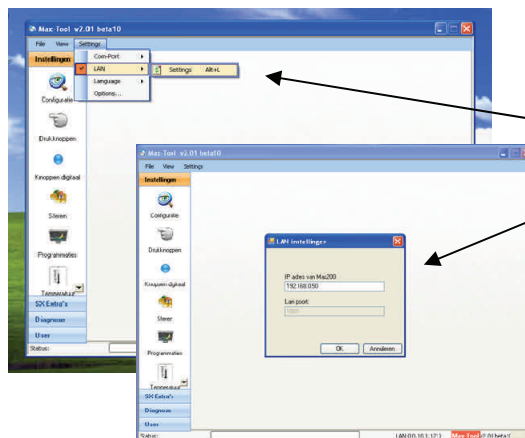 Max-Tool v2.01 beta10
File View Settings
Instellingen
Configuratie
Drukknoppen
Knoppen digitaal
Sferen
Programmaties
Temperatuur
SX Extra's
Diagnose
User
Status:
Com-Port
LAN
Language
Options...
Settings Alt+L
Max-Tool v2.01 beta10
File View Settings
Instellingen
Configuratie
Drukknoppen
Knoppen digitaal
Sferen
Programmaties
Temperatuur
SX Extra's
Diagnose
User
Status:
LAN instellingen
IP adres van Max200
192.168.050
Lan poort:
OK Annuleren
Max-Tool